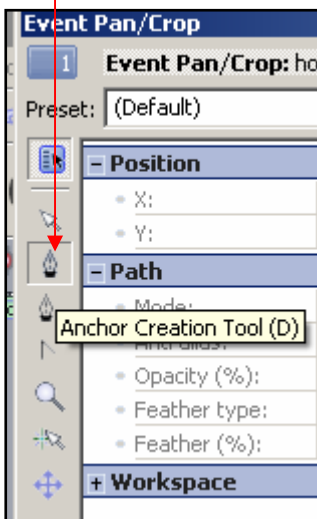 Event Pan/Crop
1
Event Pan/Crop: ho
Preset: (Default)
Position
X:
Y:
Path
Mode:
Anchor Creation Tool (D)
Anti alias:
Opacity (%):
Feather type:
Feather (%):
Workspace